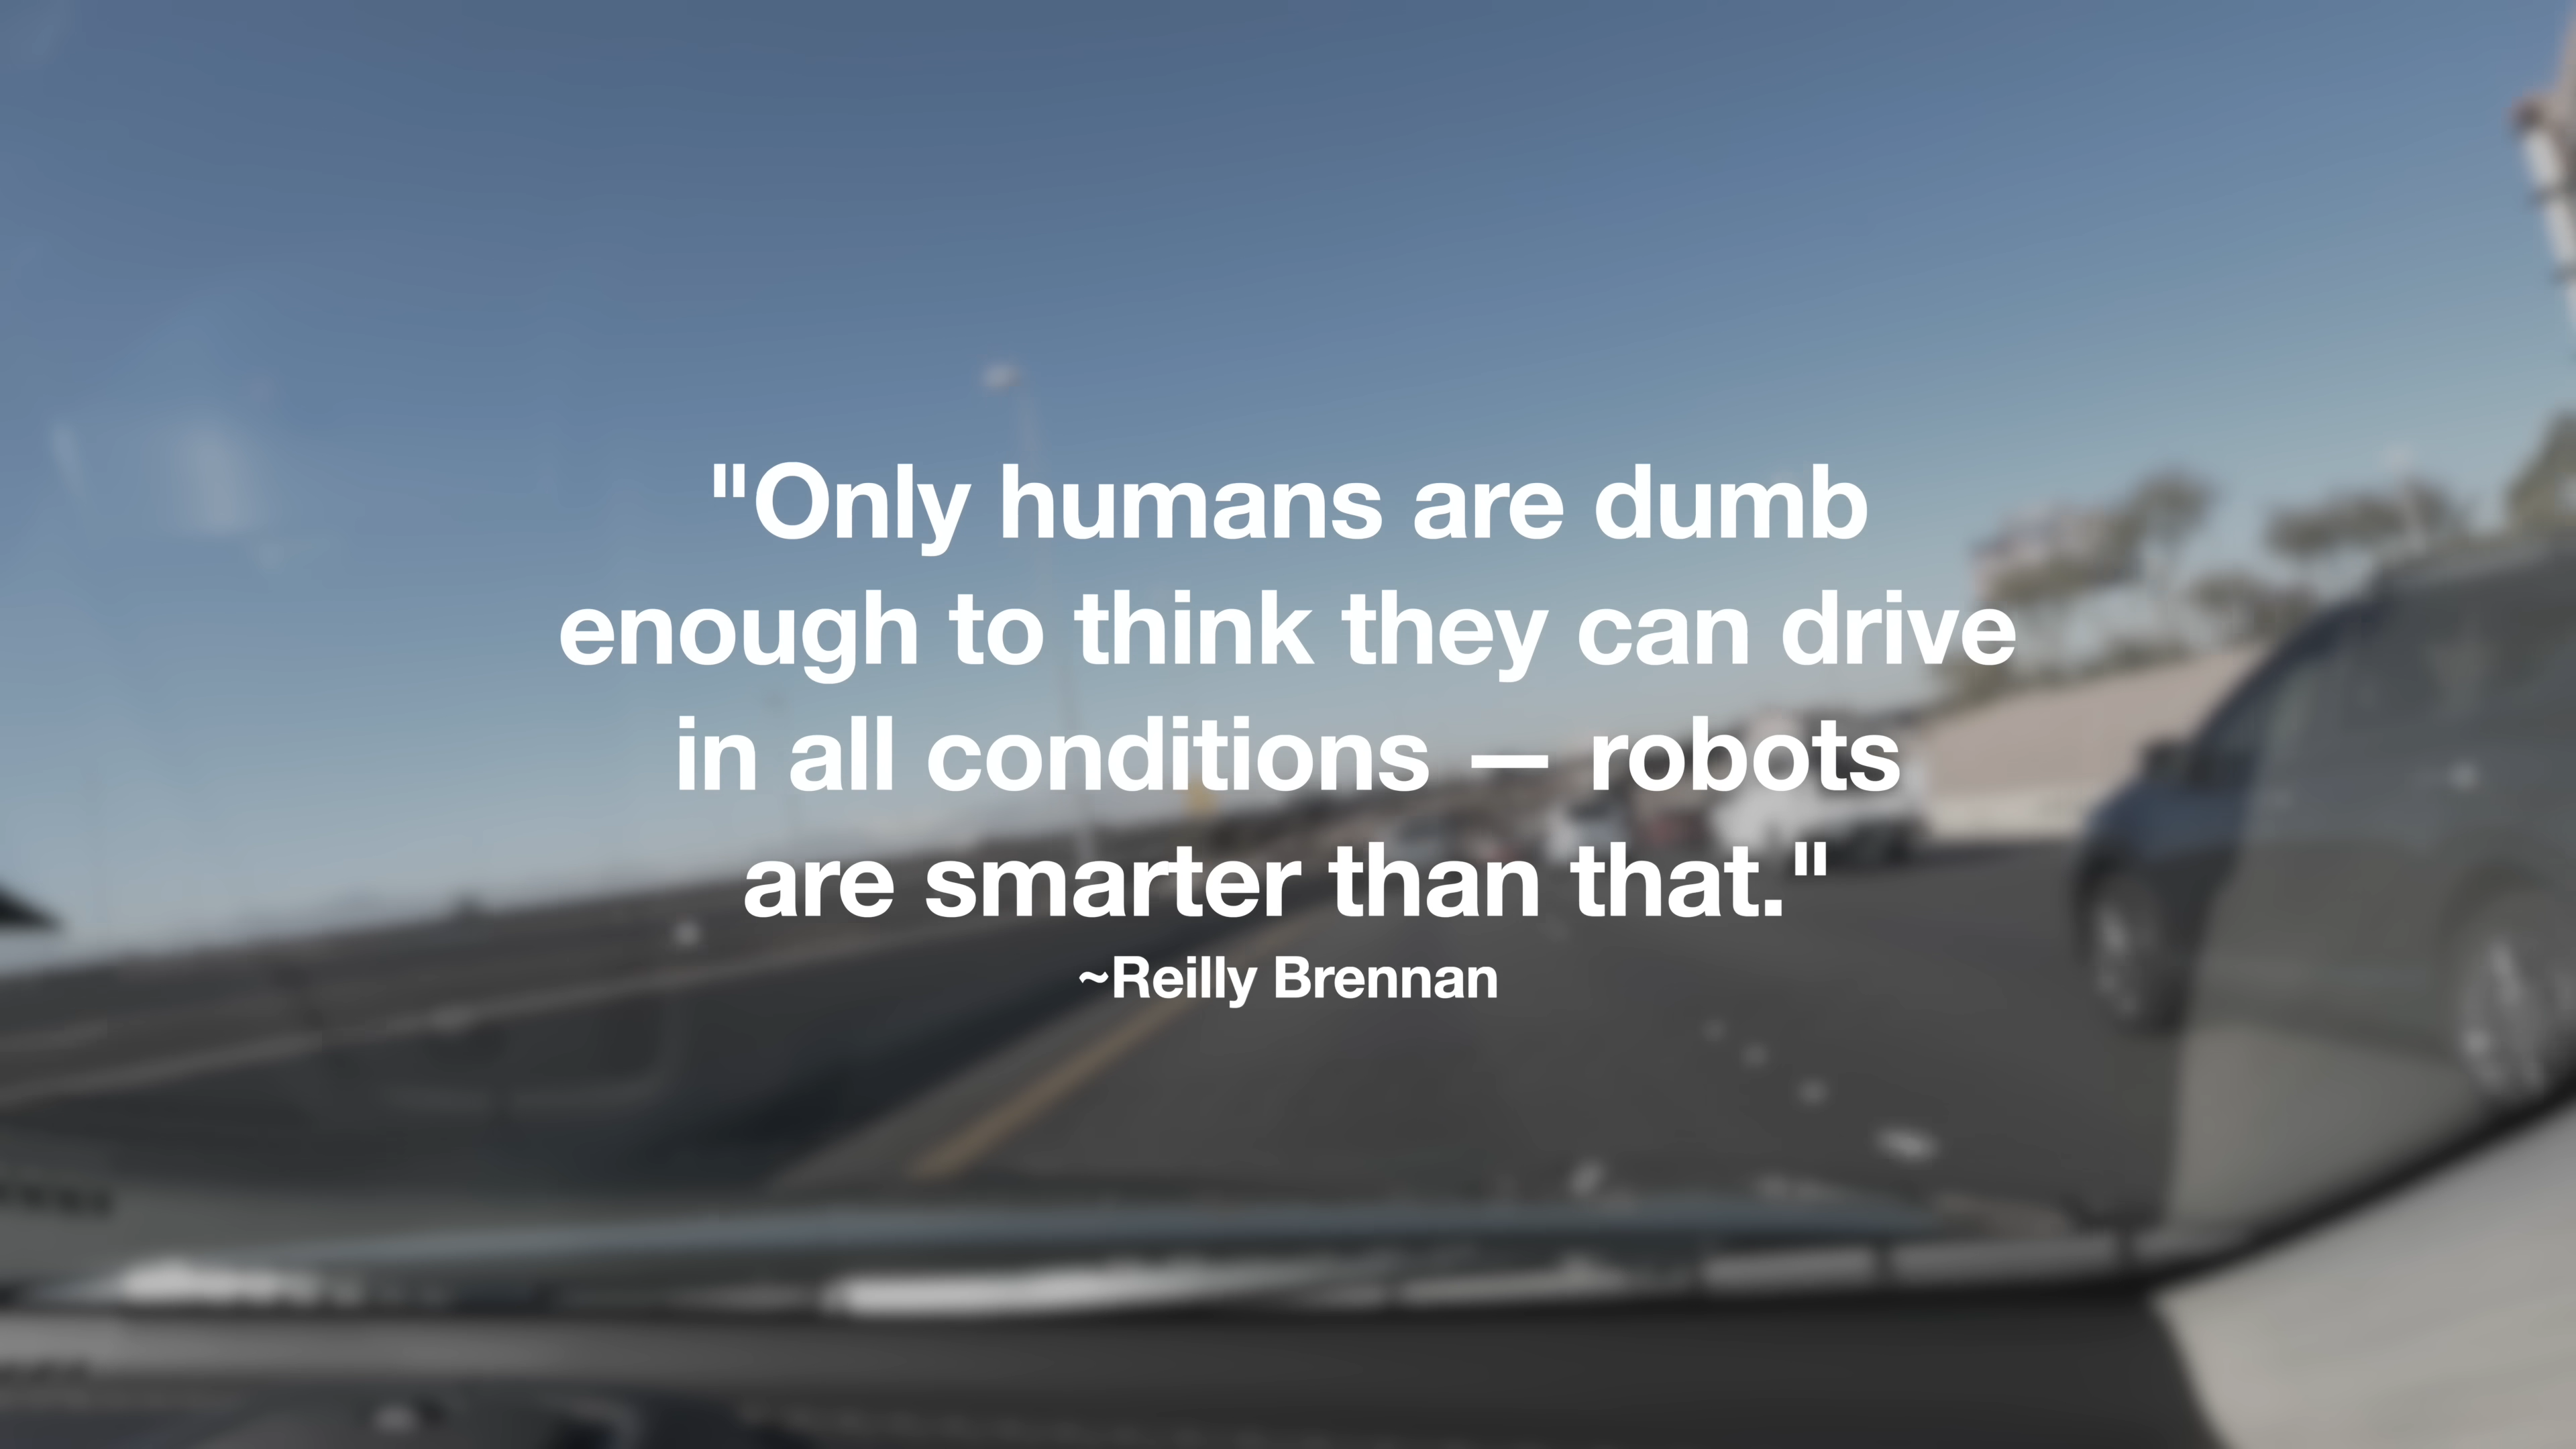 "Only humans are dumb
enough to think they can drive
in all conditions — robots
are smarter than that."
~Reilly Brennan